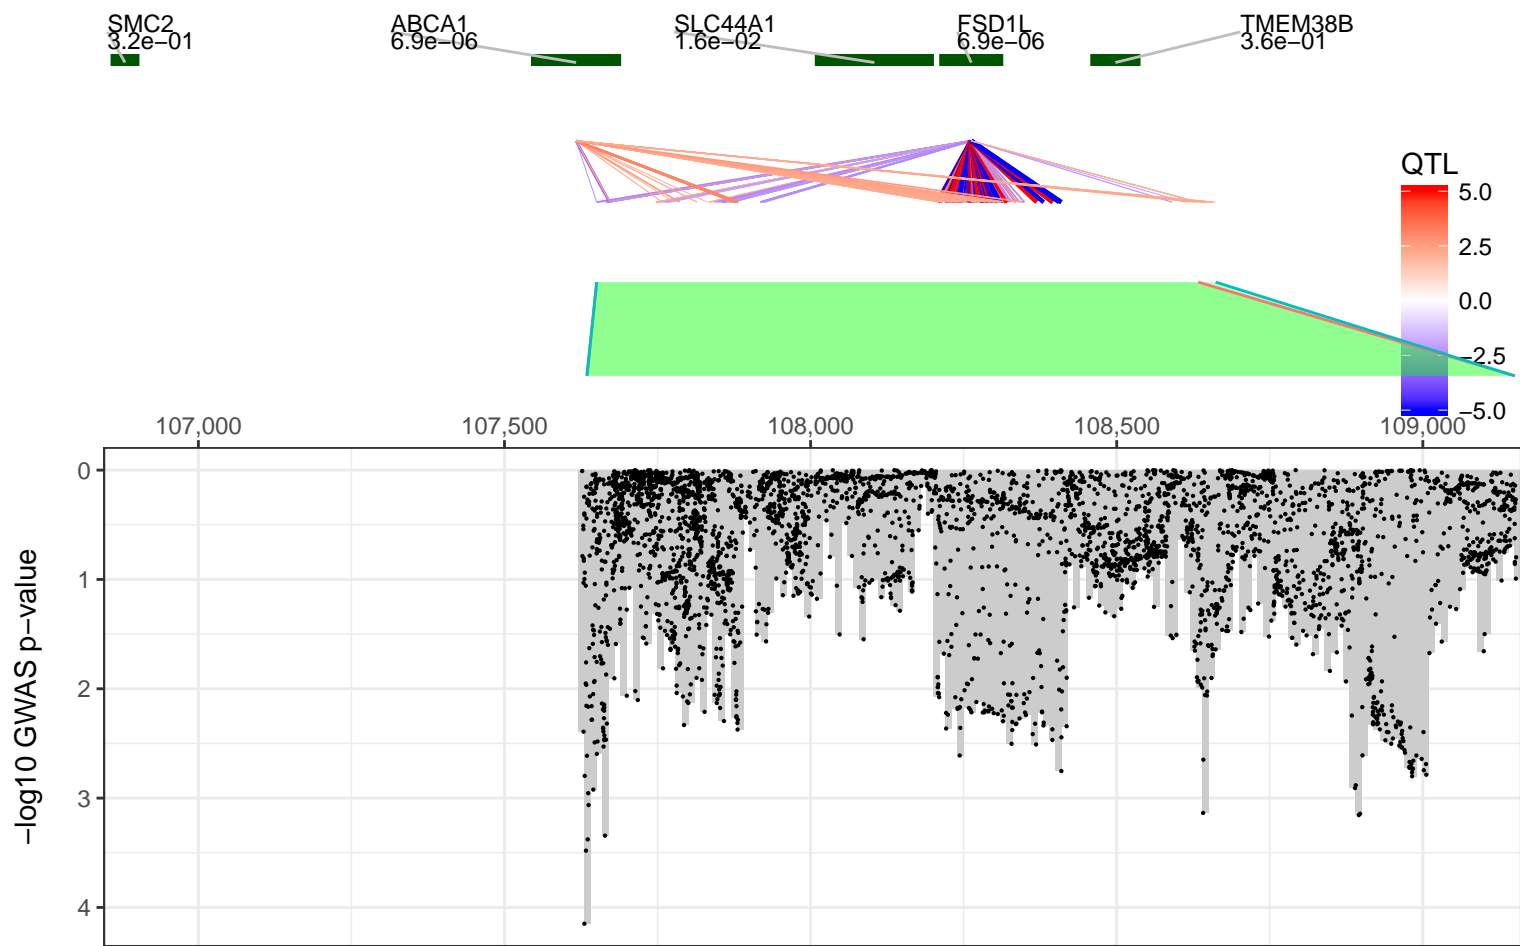 SMC2
3.2e−01
ABCA1
6.9e−06
SLC44A1
1.6e−02
FSD1L
6.9e−06
TMEM38B
3.6e−01
QTL
5.0
2.5
0.0
−2.5
−5.0
107,000
107,500
108,000
108,500
109,000
0
1
2
3
4
−log10 GWAS p−value